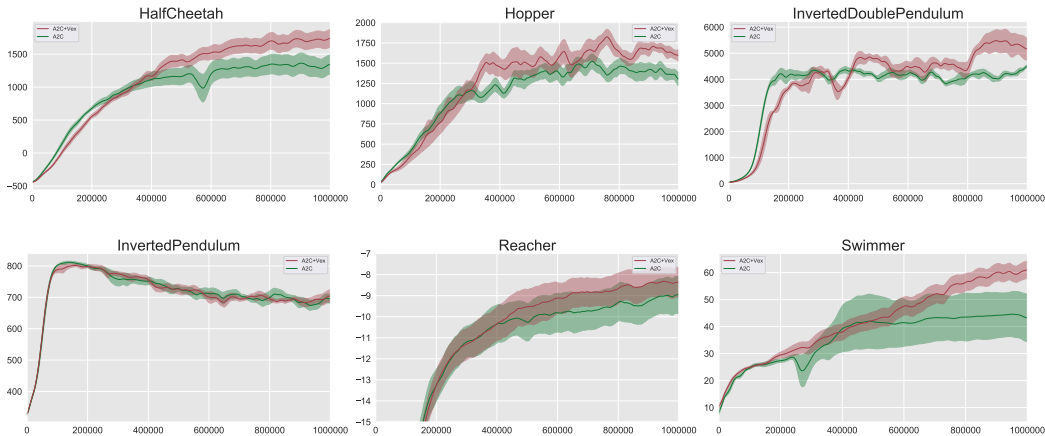 HalfCheetah Hopper InvertedDoublePendulum
A2C+Vex
A2C
1500
1000
500
0
−500
0 200000 400000 600000 800000 1000000
A2C+Vex
A2C
2000
1750
1500
1250
1000
750
500
250
0
0 200000 400000 600000 800000 1000000
A2C+Vex
A2C
6000
5000
4000
3000
2000
1000
0
0 200000 400000 600000 800000 1000000
InvertedPendulum Reacher Swimmer
A2C+Vex
A2C
800
700
600
500
400
0 200000 400000 600000 800000 1000000
A2C+Vex
A2C
−7
−8
−9
−10
−11
−12
−13
−14
−15
0 200000 400000 600000 800000 1000000
A2C+Vex
A2C
60
50
40
30
20
10
0 200000 400000 600000 800000 1000000